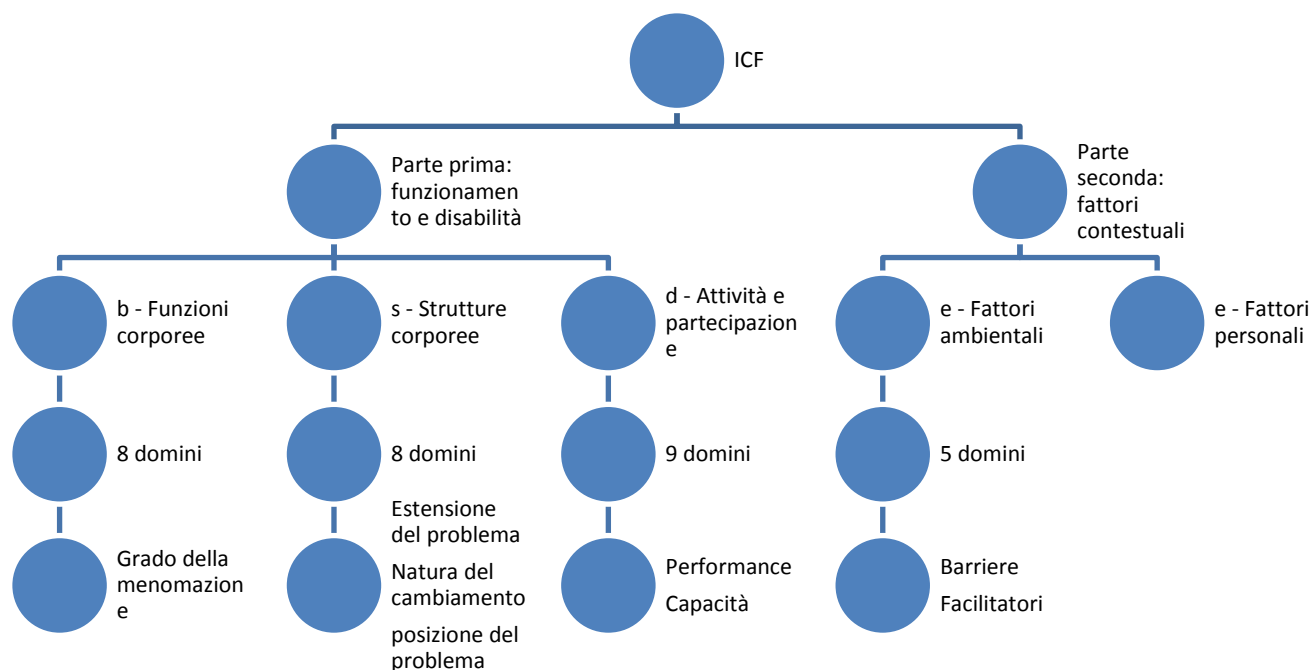 ICF
Parte prima:
funzionamen
to e disabilità
Parte
seconda:
fattori
contestuali
b - Funzioni
corporee
s - Strutture
corporee
d - Attività e
partecipazion
e
e - Fattori
ambientali
e - Fattori
personali
8 domini
8 domini
9 domini
5 domini
Grado della
menomazion
e
Estensione
del problema
Natura del
cambiamento
posizione del
problema
Performance
Capacità
Barriere
Facilitatori